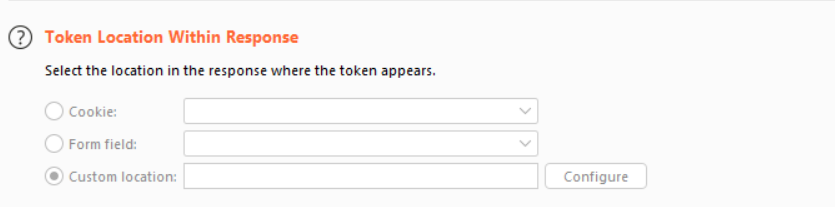 ? Token Location Within Response
Select the location in the response where the token appears.
Cookie:
Form field:
Custom location: Configure